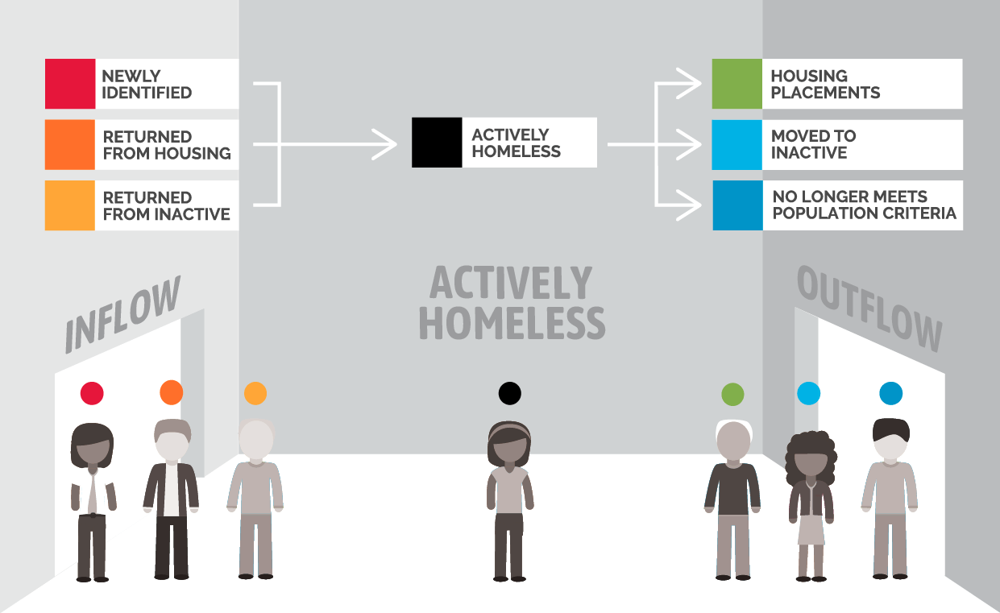 NEWLY
IDENTIFIED
RETURNED
FROM HOUSING
RETURNED
FROM INACTIVE
ACTIVELY
HOMELESS
HOUSING
PLACEMENTS
MOVED TO
INACTIVE
NO LONGER MEETS
POPULATION CRITERIA
INFLOW
ACTIVELY
HOMELESS
OUTFLOW